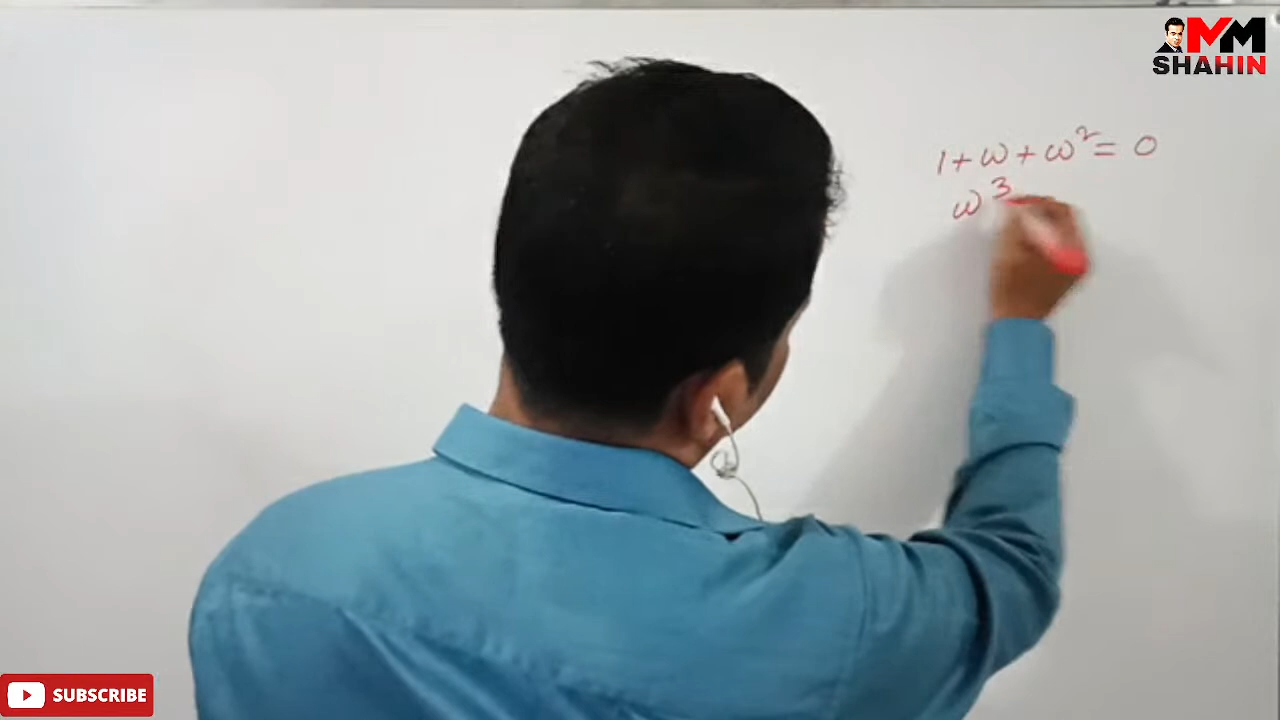 MM
SHAHIN
1+ω+ω²= 0
ω³
SUBSCRIBE